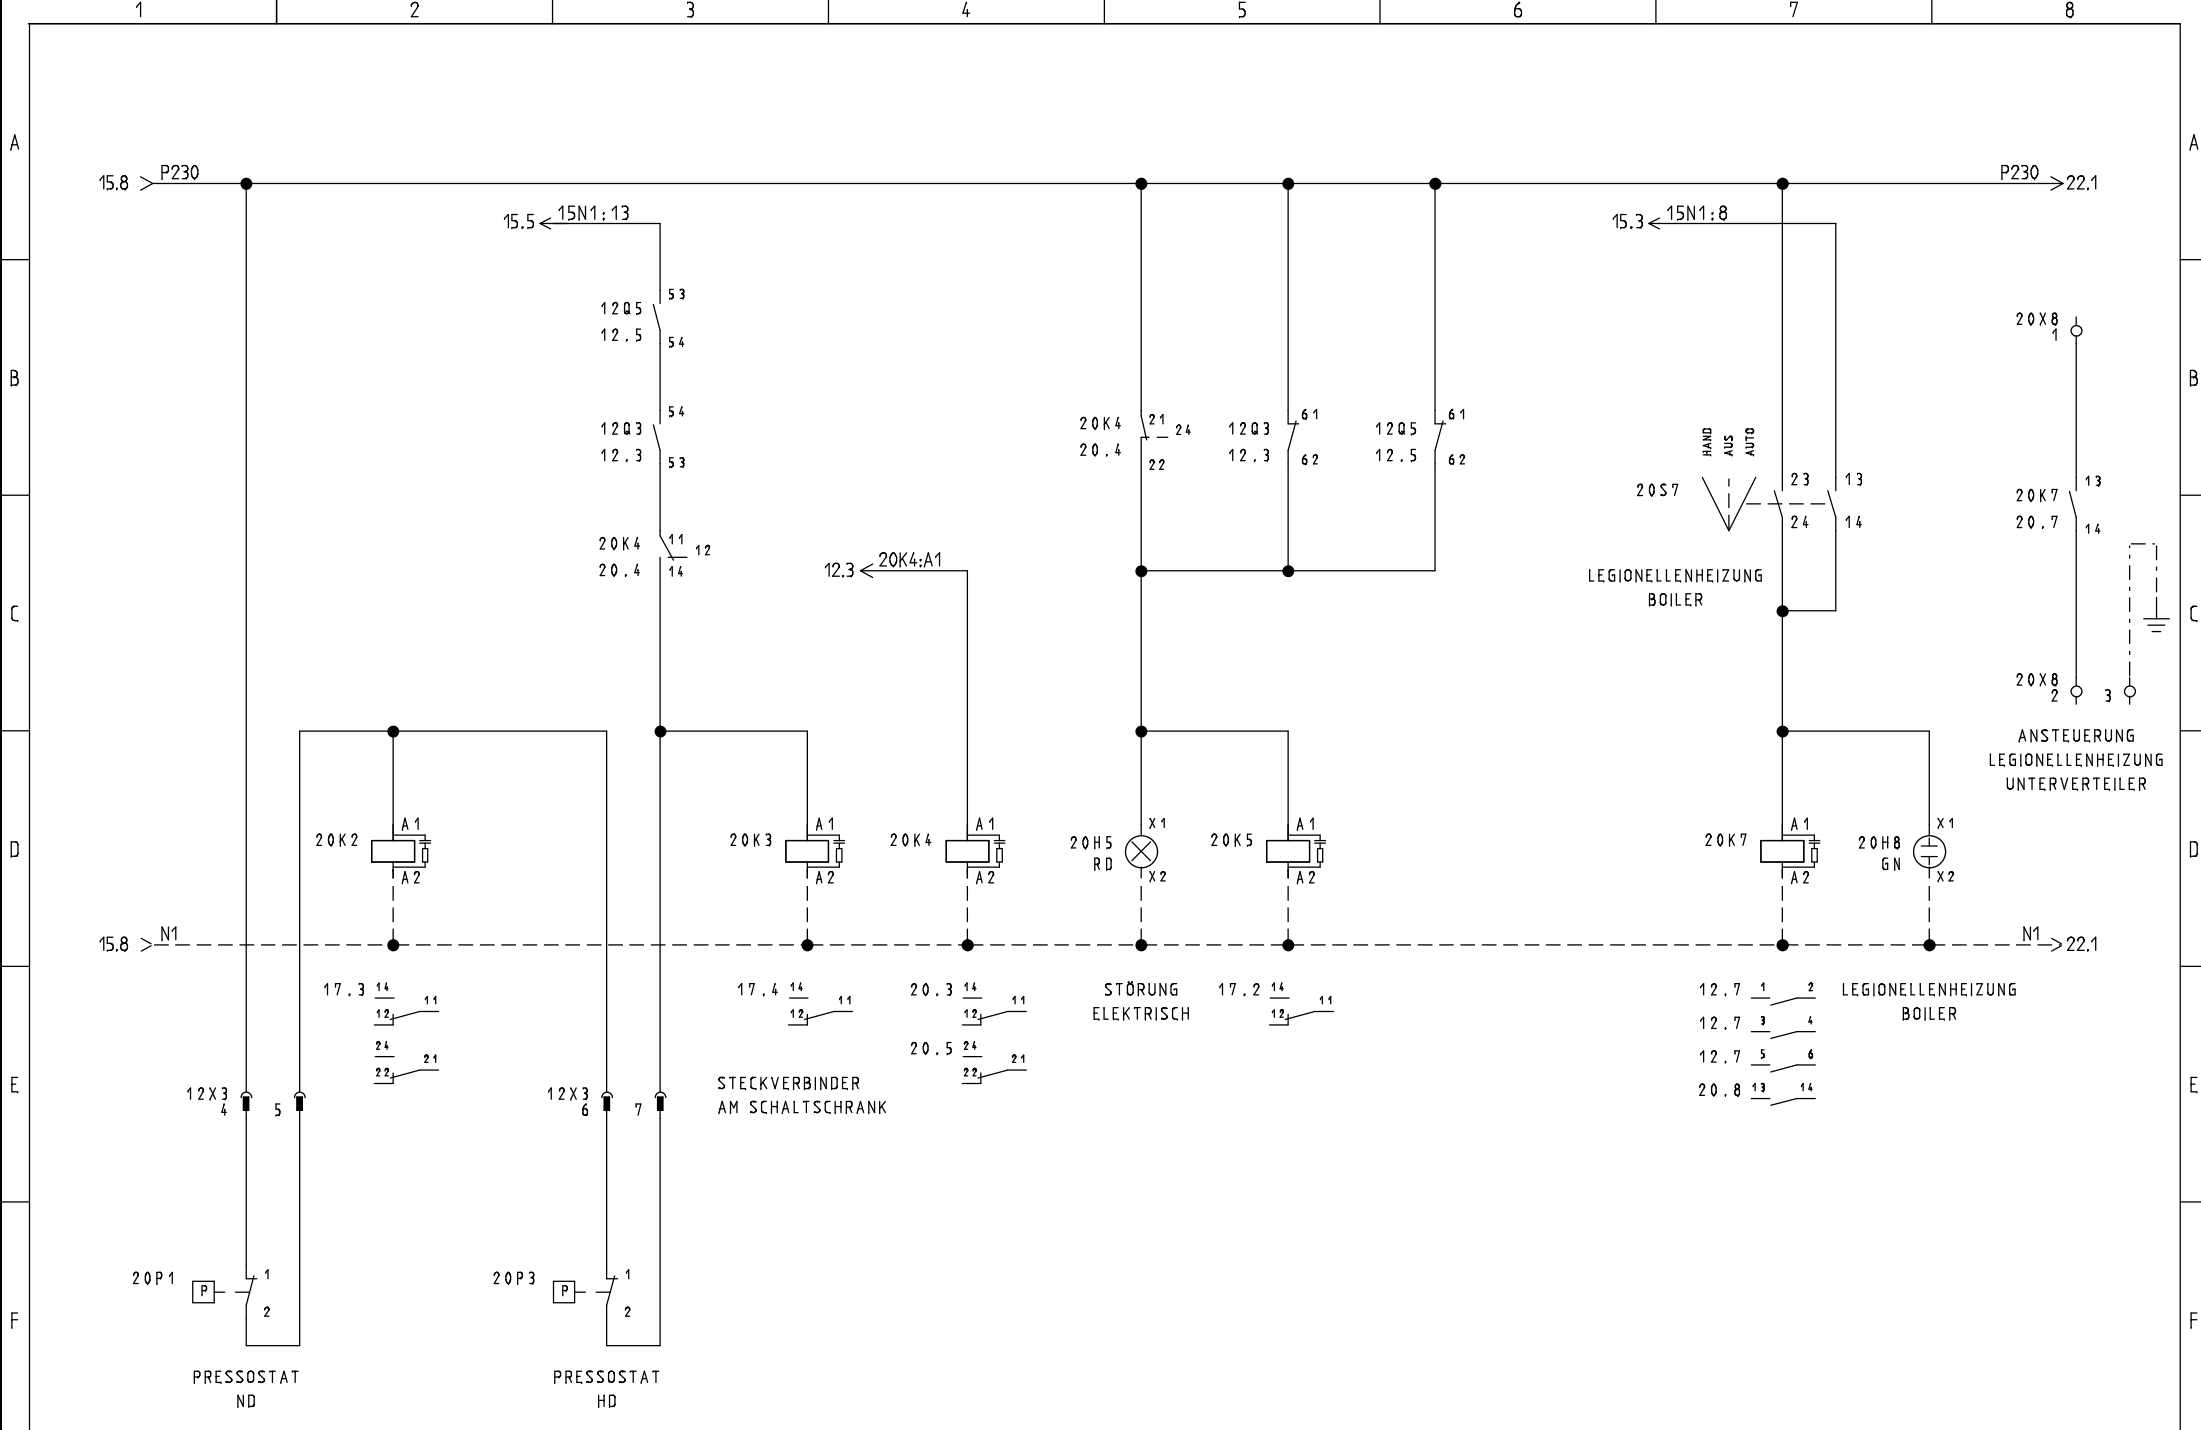 1 2 3 4 5 6 7 8
A A
15.8 P230 P230 22.1
15.5 15N1:13 15.3 15N1:8
53
12Q5
12.5
54
20X8
1
B B
54
12Q3
12.3
53
20K4 21 24
20.4 22
12Q3 61
12.3 62
12Q5 61
12.5 62
HAND
AUS
AUTO
20S7 23 13
24 14
20K7 13
20.7 14
20K4 11 12
20.4 14
12.3 20K4:A1
LEGIONELLENHEIZUNG
BOILER
C C
20X8
2 3
ANSTEUERUNG
LEGIONELLENHEIZUNG
UNTERVERTEILER
D D
20K2 A1
A2
20K3 A1
A2
20K4 A1
A2
20H5 X1
RD X2
20K5 A1
A2
20K7 A1
A2
20H8 X1
GN X2
15.8 N1 N1 22.1
17.3 14 11
12
24 21
22
17.4 14 11
12
20.3 14 11
12
20.5 24 21
22
STÖRUNG
ELEKTRISCH
17.2 14 11
12
12.7 1 2
12.7 3 4
12.7 5 6
20.8 13 14
LEGIONELLENHEIZUNG
BOILER
E E
12X3
4 5
12X3
6 7
STECKVERBINDER
AM SCHALTSCHRANK
F F
20P1 P 1
2
20P3 P 1
2
PRESSOSTAT
ND
PRESSOSTAT
HD